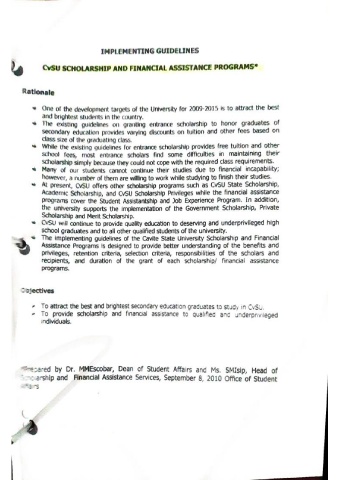 IMPLEMENTING GUIDELINES
CvSU SCHOLARSHIP AND FINANCIAL ASSISTANCE PROGRAMS*
Rationale
One of the development targets of the University for 2009-2015 is to attract the best
and brightest students in the country.
The existing guidelines on granting entrance scholarship to honor graduates of
secondary education provides varying discounts on tuition and other fees based on
class size of the graduating class.
While the existing guidelines for entrance scholarship provides free tuition and other
school fees, most entrance scholars find some difficulties in maintaining their
scholarship simply because they could not cope with the required class requirements.
Many of our students cannot continue their studies due to financial incapability;
however, a number of them are willing to work while studying to finish their studies.
At present, CvSU offers other scholarship programs such as CvSU State Scholarship,
Academic Scholarship, and CvSU Scholarship Privileges while the financial assistance
programs cover the Student Assistantship and Job Experience Program. In addition,
the university supports the implementation of the Government Scholarship, Private
Scholarship and Merit Scholarship.
CvSU will continue to provide quality education to deserving and underprivileged high
school graduates and to all other qualified students of the university.
The implementing guidelines of the Cavite State University Scholarship and Financial
Assistance Programs is designed to provide better understanding of the benefits and
privileges, retention criteria, selection criteria, responsibilities of the scholars and
recipients, and duration of the grant of each scholarship/ financial assistance
programs.
Objectives
To attract the best and brightest secondary education graduates to study in CvSU.
To provide scholarship and financial assistance to qualified and underprivileged
individuals.
*Prepared by Dr. MMEscobar, Dean of Student Affairs and Ms. SMIsip, Head of
Scholarship and Financial Assistance Services, September 8, 2010 Office of Student
Affairs